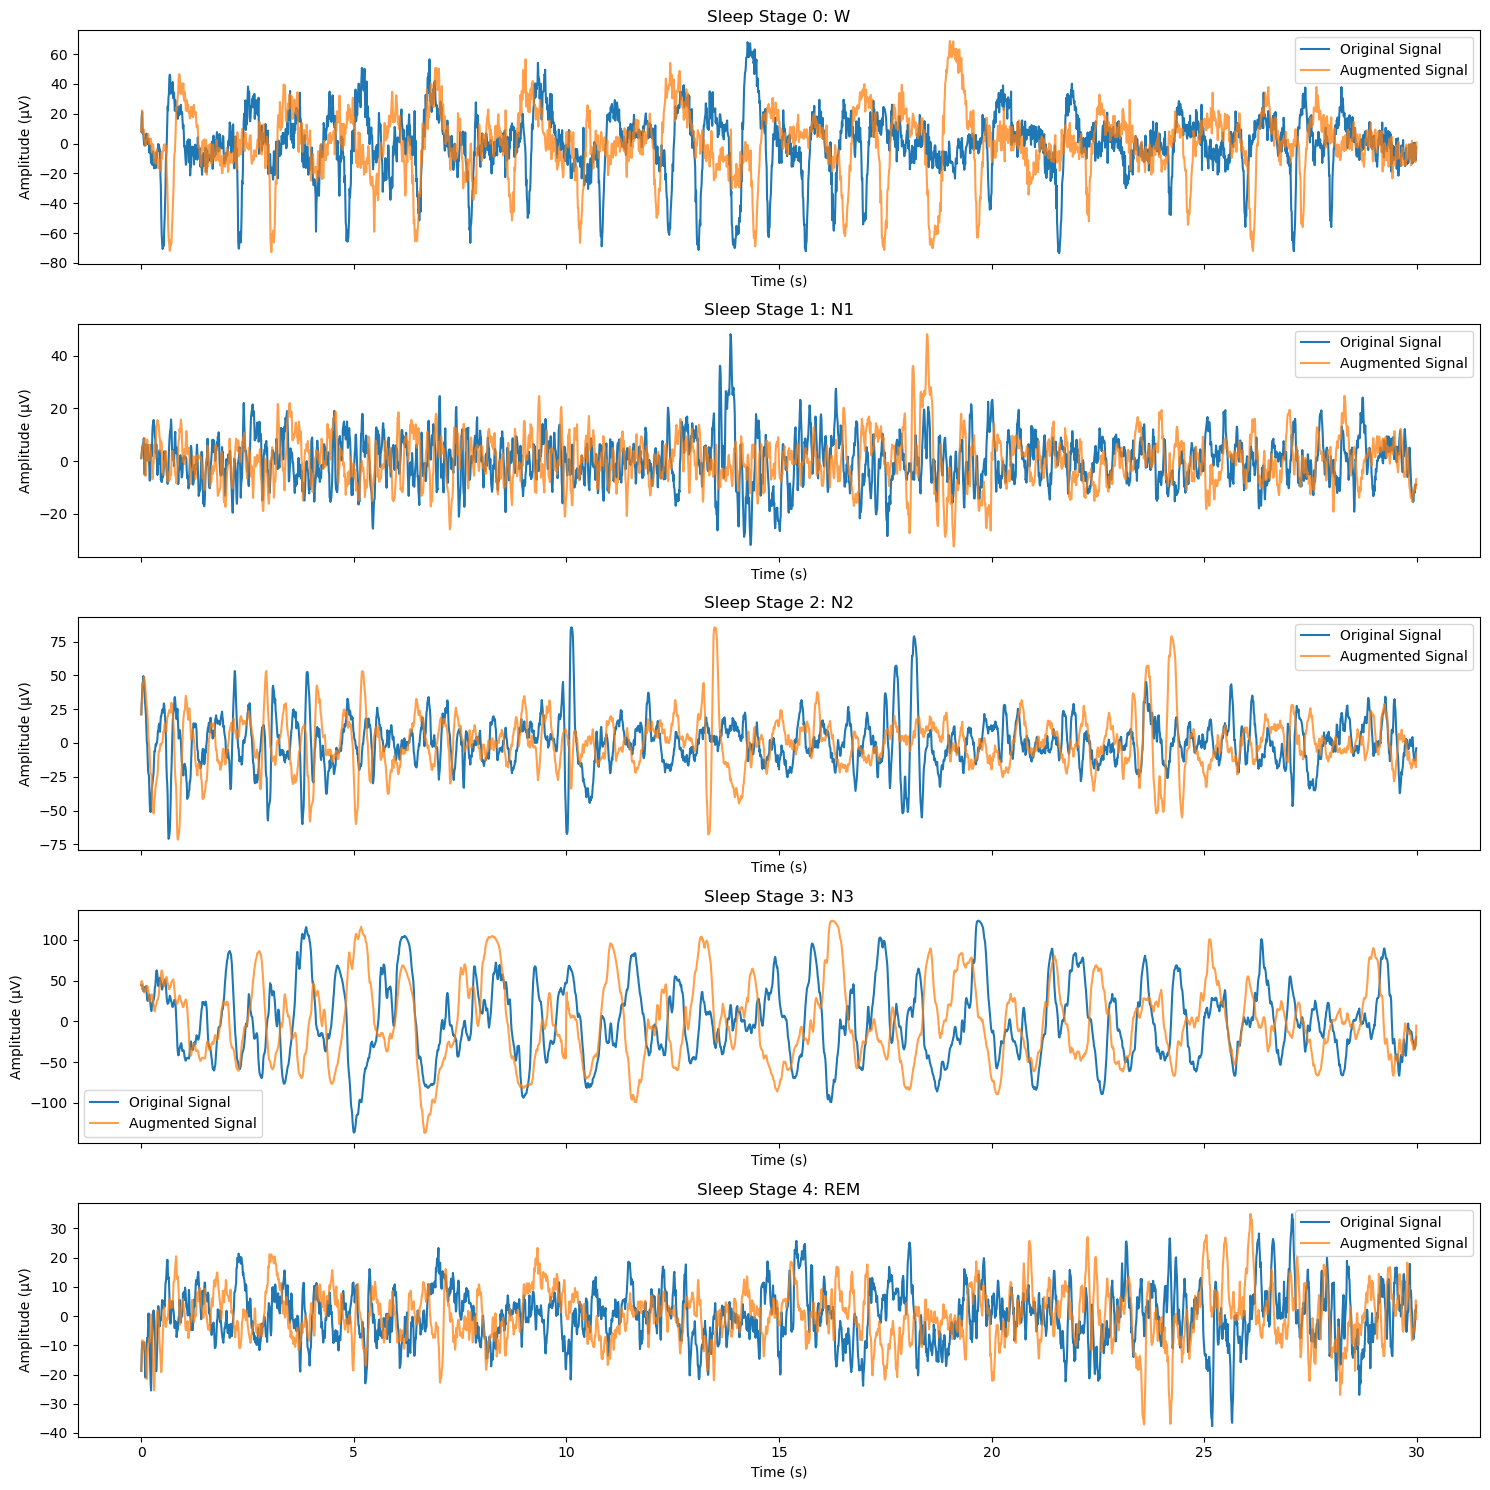 Sleep Stage 0: W
Amplitude (µV)
60
40
20
0
−20
−40
−60
−80
Original Signal
Augmented Signal
Time (s)
Sleep Stage 1: N1
Amplitude (µV)
40
20
0
−20
Original Signal
Augmented Signal
Time (s)
Sleep Stage 2: N2
Amplitude (µV)
75
50
25
0
−25
−50
−75
Original Signal
Augmented Signal
Time (s)
Sleep Stage 3: N3
Amplitude (µV)
100
50
0
−50
−100
Original Signal
Augmented Signal
Time (s)
Sleep Stage 4: REM
Amplitude (µV)
30
20
10
0
−10
−20
−30
−40
Original Signal
Augmented Signal
0 5 10 15 20 25 30
Time (s)